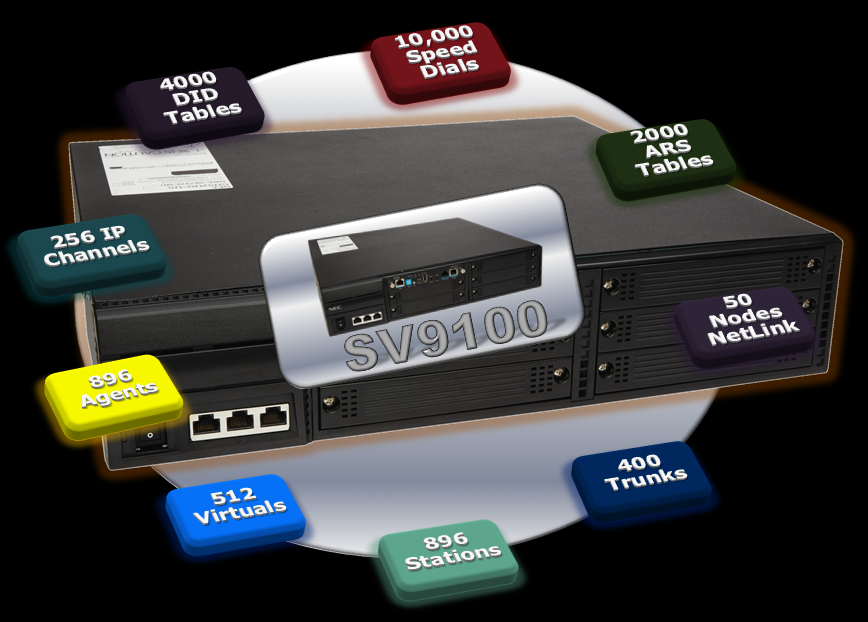 10,000
Speed
Dials
4000
DID
Tables
2000
ARS
Tables
256 IP
Channels
SV9100
50
Nodes
NetLink
896
Agents
400
Trunks
512
Virtuals
896
Stations